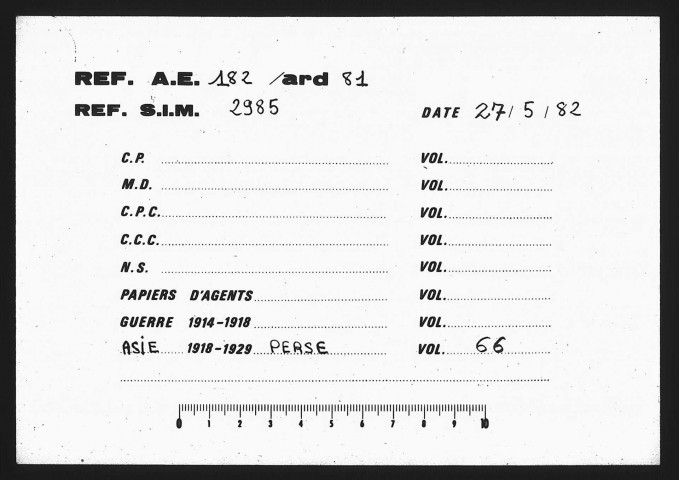 REF. A.E. 182 /ard 81
REF. S.I.M. 2985 DATE 27/5/82
C.P. VOL.
M.D. VOL.
C.P.C. VOL.
C.C.C. VOL.
N.S. VOL.
PAPIERS D'AGENTS VOL.
GUERRE 1914-1918 VOL.
ASIE 1918-1929 PERSE VOL. 66
0 1 2 3 4 5 6 7 8 9 10